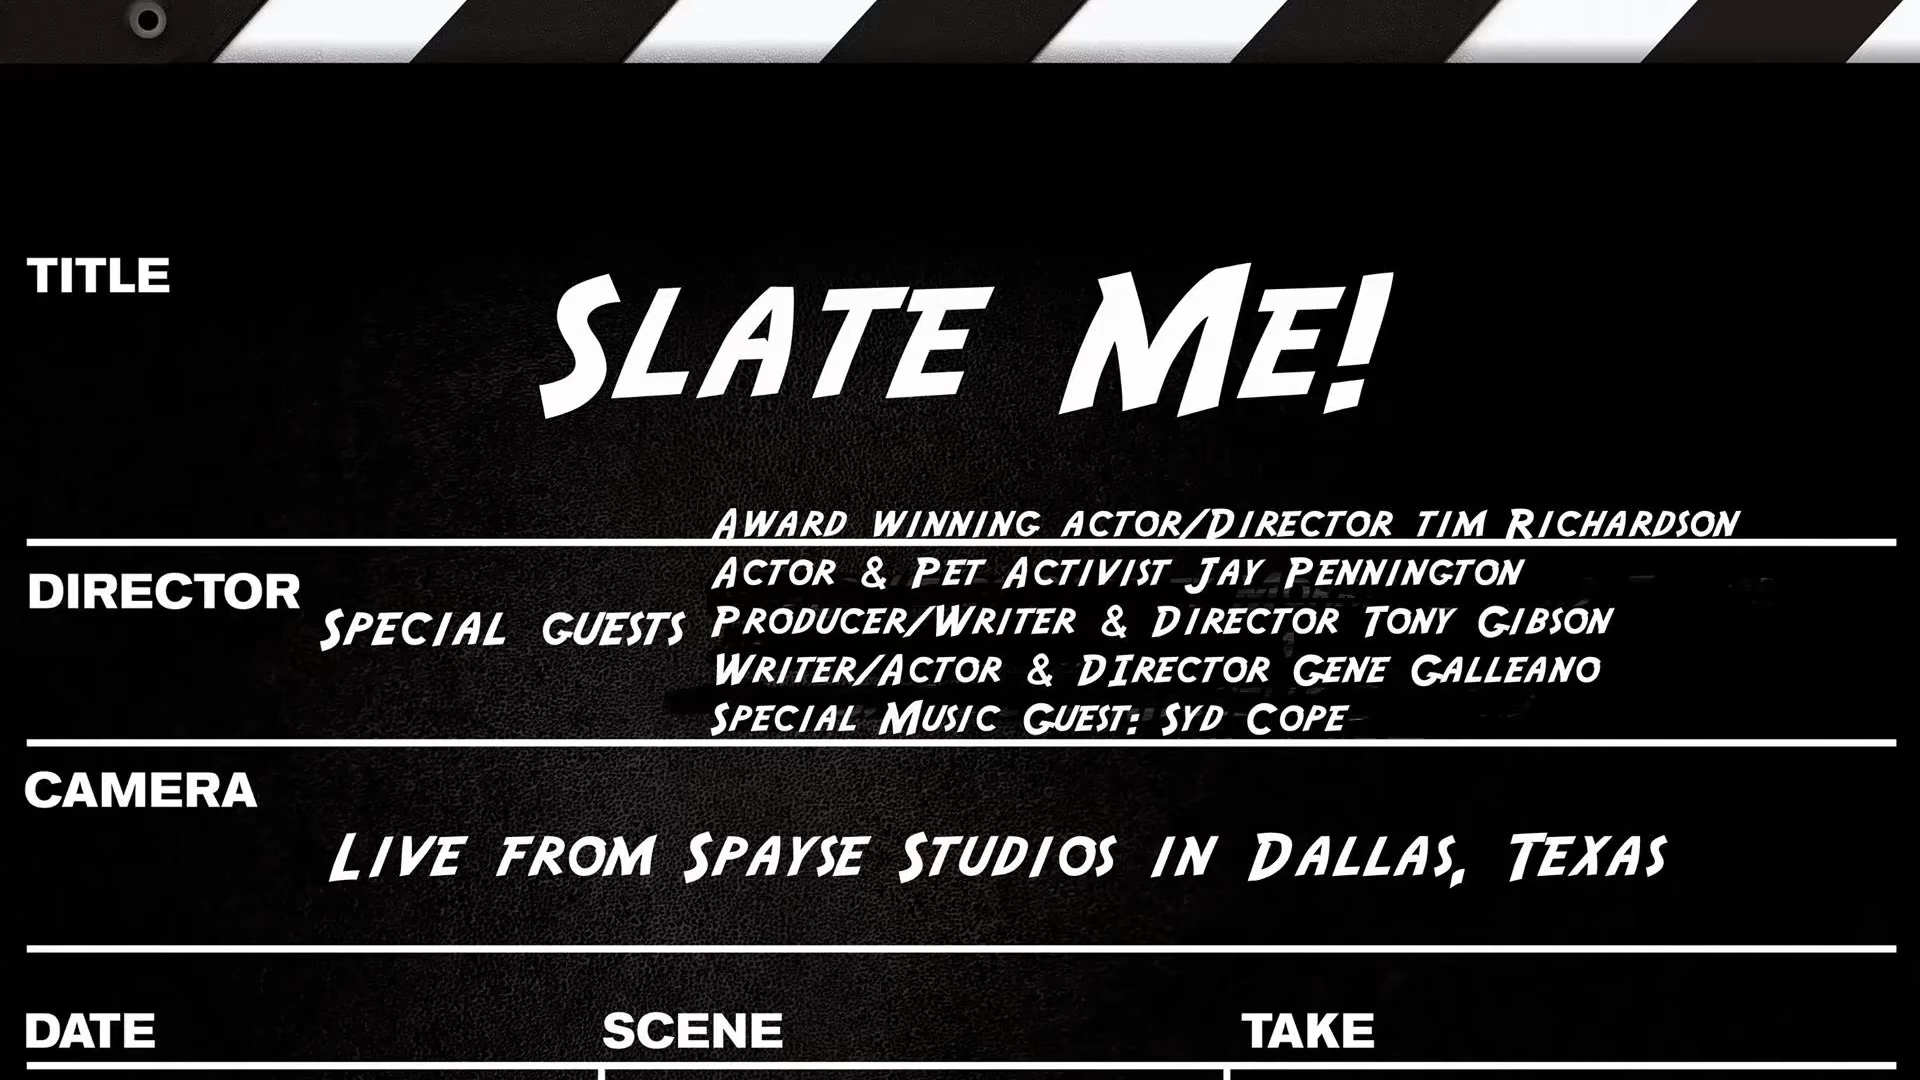 TITLE
SLATE ME!
AWARD WINNING ACTOR/DIRECTOR TIM RICHARDSON
DIRECTOR
SPECIAL GUESTS
ACTOR & PET ACTIVIST JAY PENNINGTON
PRODUCER/WRITER & DIRECTOR TONY GIBSON
WRITER/ACTOR & DIRECTOR GENE GALLEANO
SPECIAL MUSIC GUEST: SYD COPE
CAMERA
LIVE FROM SPAYSE STUDIOS IN DALLAS, TEXAS
DATE SCENE TAKE